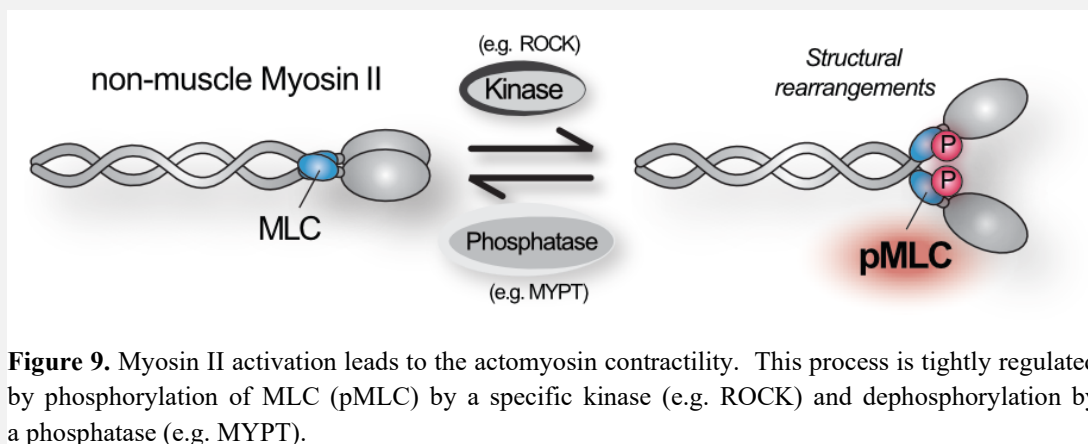 (e.g. ROCK)
Kinase
non-muscle Myosin II
Structural
rearrangements
P
P
MLC
Phosphatase
(e.g. MYPT)
pMLC
Figure 9. Myosin II activation leads to the actomyosin contractility. This process is tightly regulated
by phosphorylation of MLC (pMLC) by a specific kinase (e.g. ROCK) and dephosphorylation by
a phosphatase (e.g. MYPT).